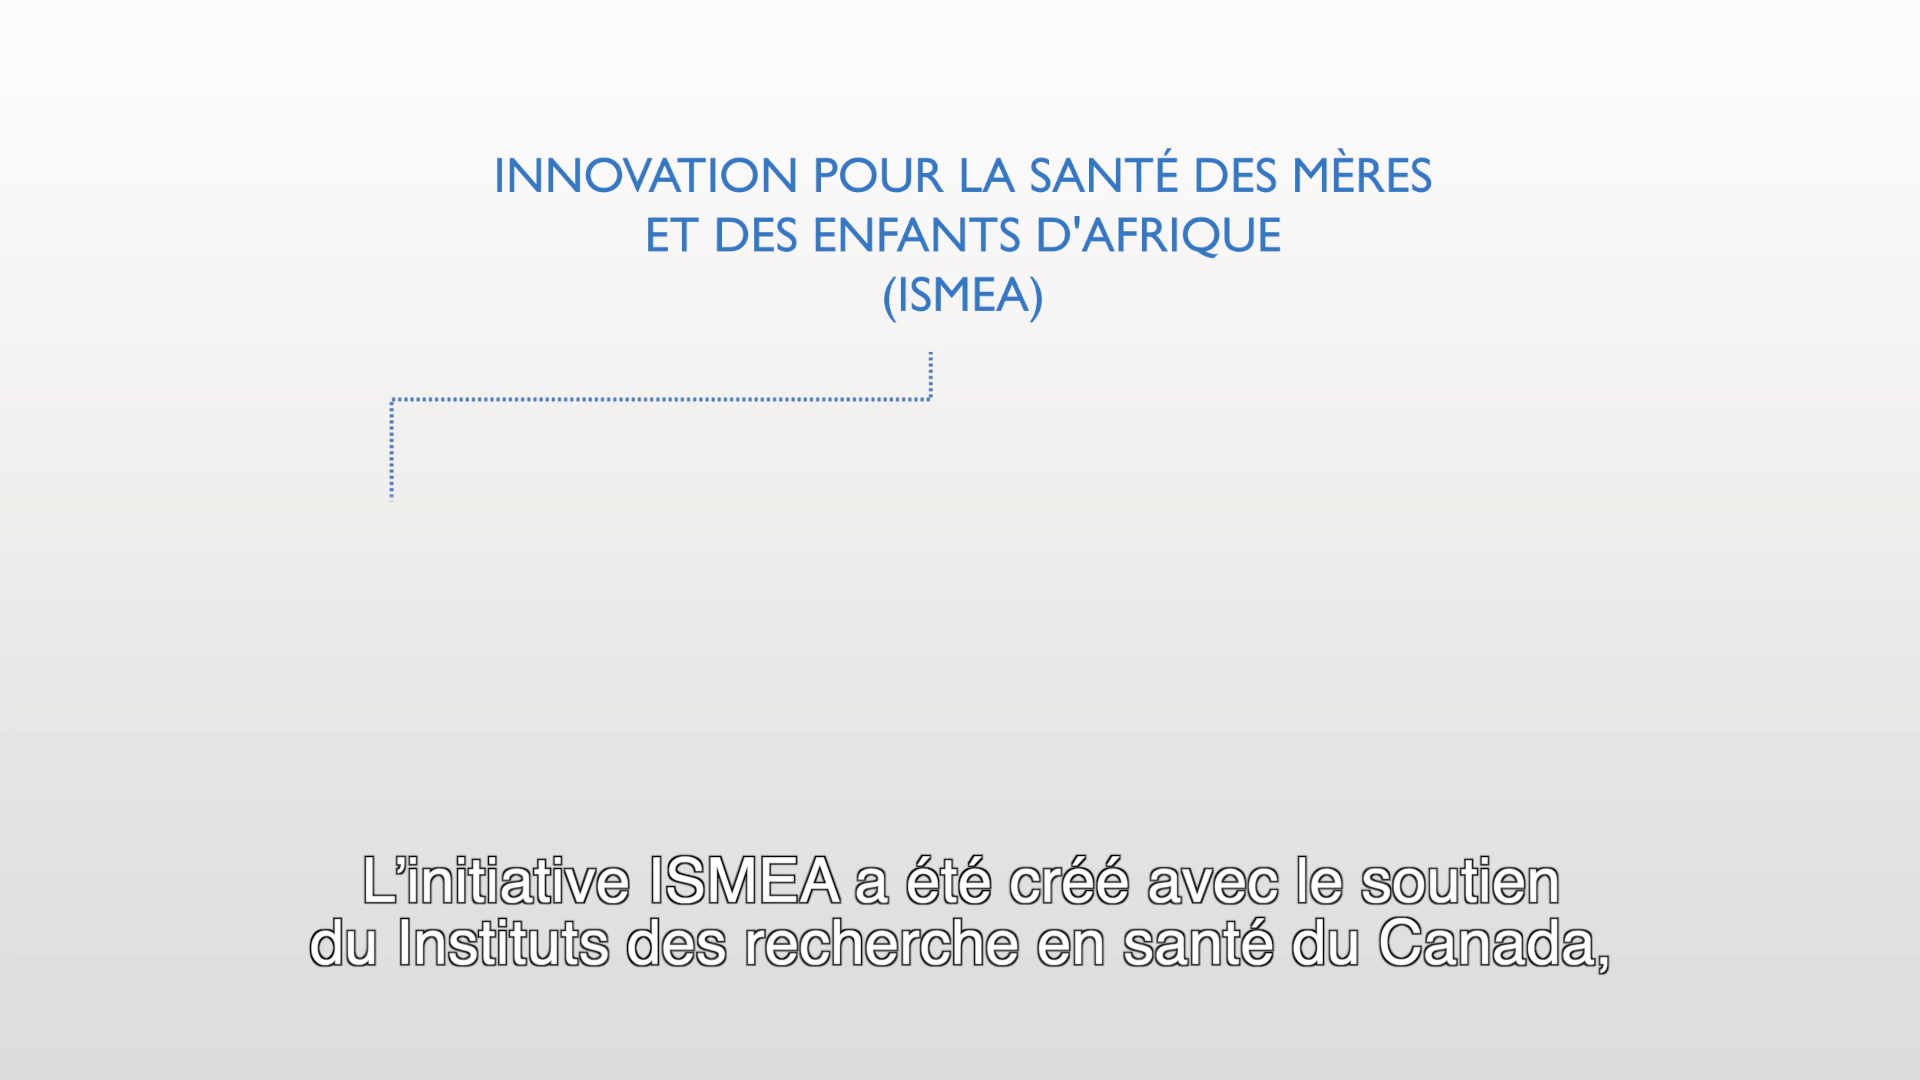 INNOVATION POUR LA SANTÉ DES MÈRES
ET DES ENFANTS D'AFRIQUE
(ISMEA)
L’initiative ISMEA a été créé avec le soutien
du Instituts des recherche en santé du Canada,